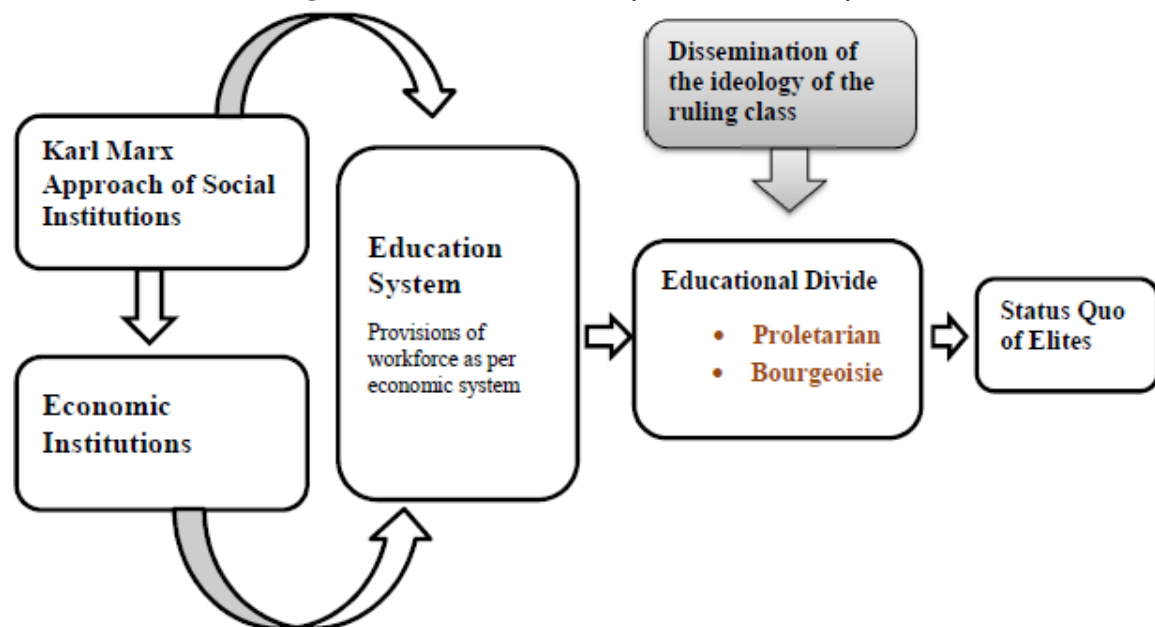 Karl Marx
Approach of Social
Institutions
Economic
Institutions
Education
System
Provisions of
workforce as per
economic system
Dissemination of
the ideology of the
ruling class
Educational Divide
• Proletarian
• Bourgeoisie
Status Quo
of Elites